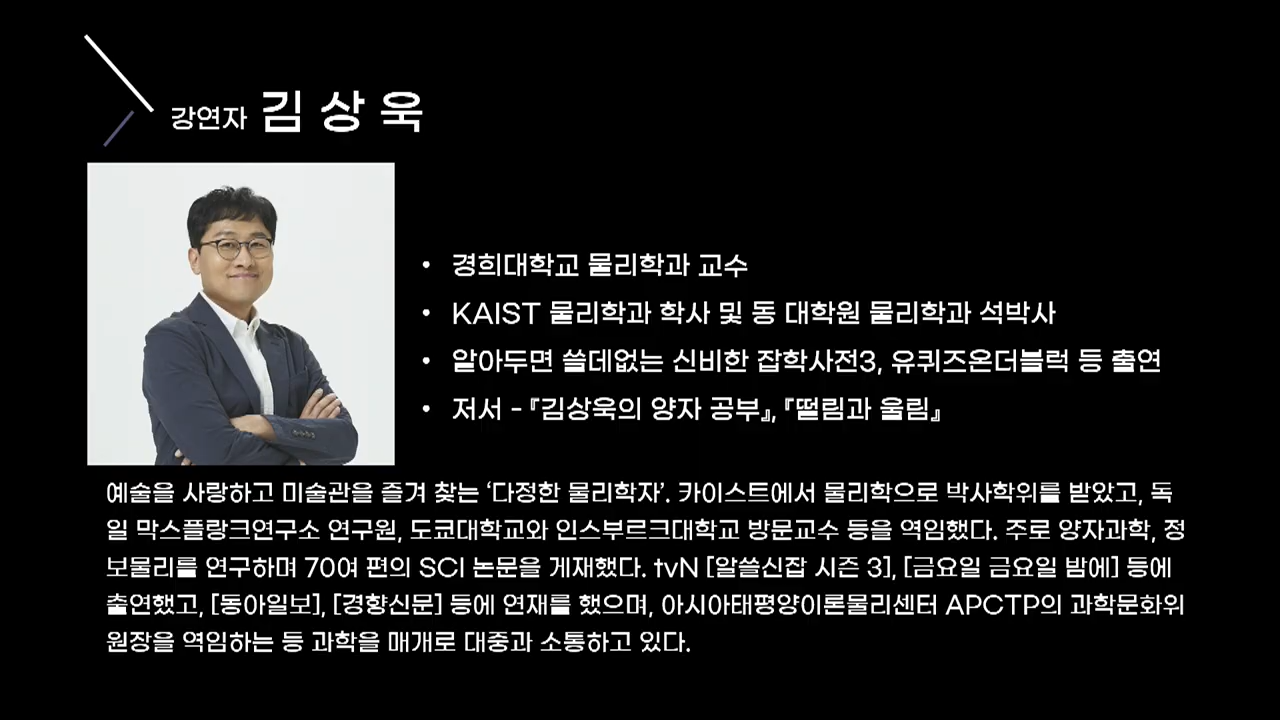 강연자 김 상 욱
• 경희대학교 물리학과 교수
• KAIST 물리학과 학사 및 동 대학원 물리학과 석박사
• 알아두면 쓸데없는 신비한 잡학사전3, 유퀴즈온더블럭 등 출연
• 저서 - 『김상욱의 양자 공부』, 『떨림과 울림』
예술을 사랑하고 미술관을 즐겨 찾는 ‘다정한 물리학자’. 카이스트에서 물리학으로 박사학위를 받았고, 독
일 막스플랑크연구소 연구원, 도쿄대학교와 인스부르크대학교 방문교수 등을 역임했다. 주로 양자과학, 정
보물리를 연구하며 70여 편의 SCI 논문을 게재했다. tvN [알쓸신잡 시즌 3], [금요일 금요일 밤에] 등에
출연했고, [동아일보], [경향신문] 등에 연재를 했으며, 아시아태평양이론물리센터 APCTP의 과학문화위
원장을 역임하는 등 과학을 매개로 대중과 소통하고 있다.